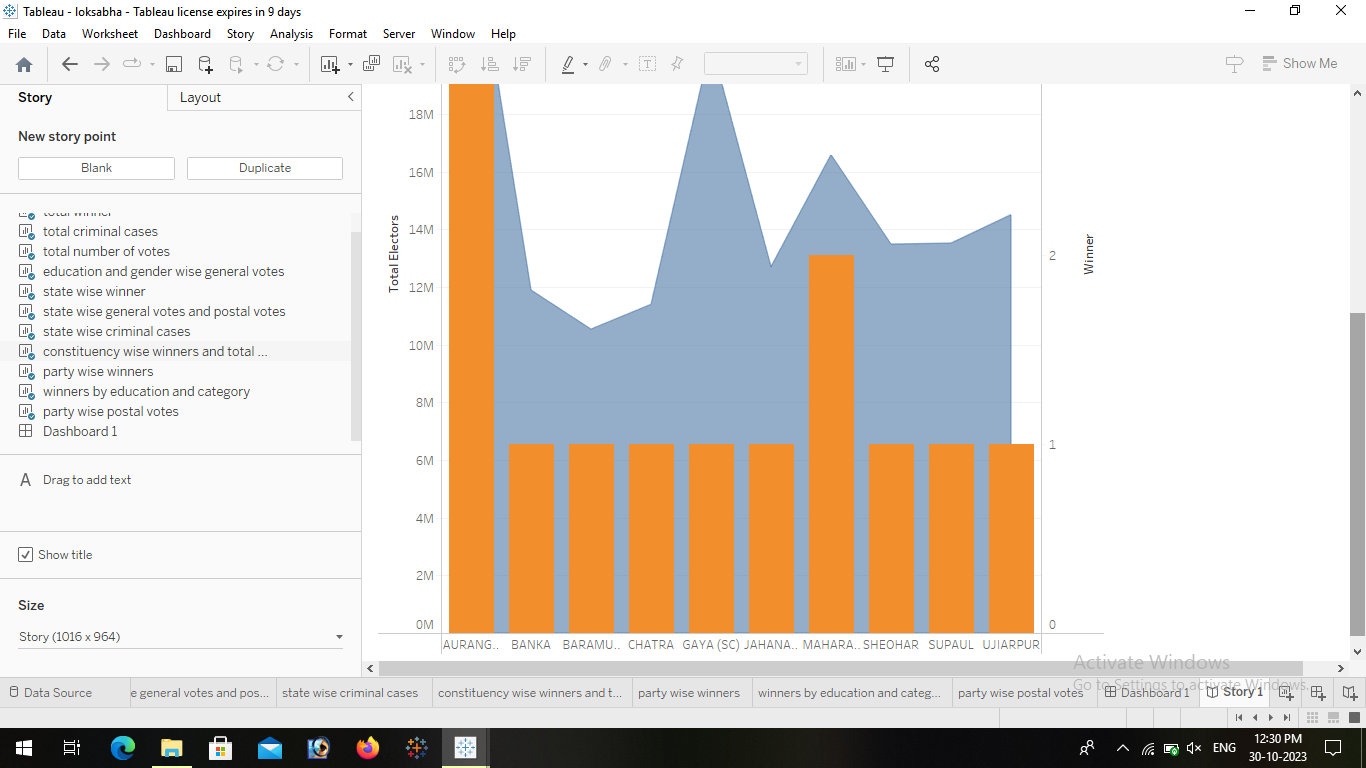 Tableau - loksabha - Tableau license expires in 9 days
File Data Worksheet Dashboard Story Analysis Format Server Window Help
Show Me
Story
Layout
New story point
Blank
Duplicate
total winner
total criminal cases
total number of votes
education and gender wise general votes
state wise winner
state wise general votes and postal votes
state wise criminal cases
constituency wise winners and total ...
party wise winners
winners by education and category
party wise postal votes
Dashboard 1
A Drag to add text
Show title
Size
Story (1016 x 964)
Total Electors
18M
16M
14M
12M
10M
8M
6M
4M
2M
0M
2
1
0
Winner
AURANG.. BANKA BARAMU.. CHATRA GAYA (SC) JAHANA.. MAHARA.. SHEOHAR SUPAUL UJIARPUR
Activate Windows
Go to Settings to activate Windows.
Data Source
e general votes and pos...
state wise criminal cases
constituency wise winners and t...
party wise winners
winners by education and categ...
party wise postal votes
Dashboard 1
Story 1
ENG
12:30 PM
30-10-2023